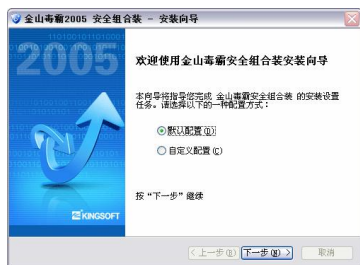 金山毒霸2005 安全组合装 - 安装向导
2005
欢迎使用金山毒霸安全组合装安装向导
本向导将指导您完成 金山毒霸安全组合装 的安装设置
任务。请选择以下的一种配置方式：
默认配置(D)
自定义配置(C)
按“下一步”继续
KINGSOFT
< 上一步(B)
下一步(N) >
取消